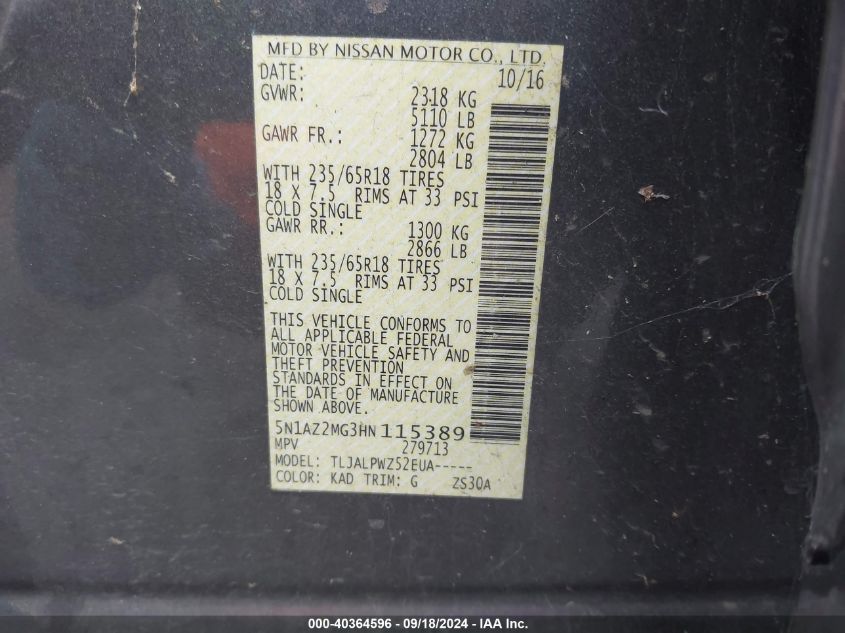 MFD BY NISSAN MOTOR CO., LTD.
DATE: 10/16
GVWR: 2318 KG
5110 LB
GAWR FR.: 1272 KG
2804 LB
WITH 235/65R18 TIRES
18 X 7.5 RIMS AT 33 PSI
COLD SINGLE
GAWR RR.: 1300 KG
2866 LB
WITH 235/65R18 TIRES
18 X 7.5 RIMS AT 33 PSI
COLD SINGLE
THIS VEHICLE CONFORMS TO
ALL APPLICABLE FEDERAL
MOTOR VEHICLE SAFETY AND
THEFT PREVENTION
STANDARDS IN EFFECT ON
THE DATE OF MANUFACTURE
SHOWN ABOVE.
5N1AZ2MG3HN 115389
MPV 279713
MODEL: TLJALPWZ52EUA-----
COLOR: KAD TRIM: G ZS30A
000-40364596 - 09/18/2024 - IAA Inc.